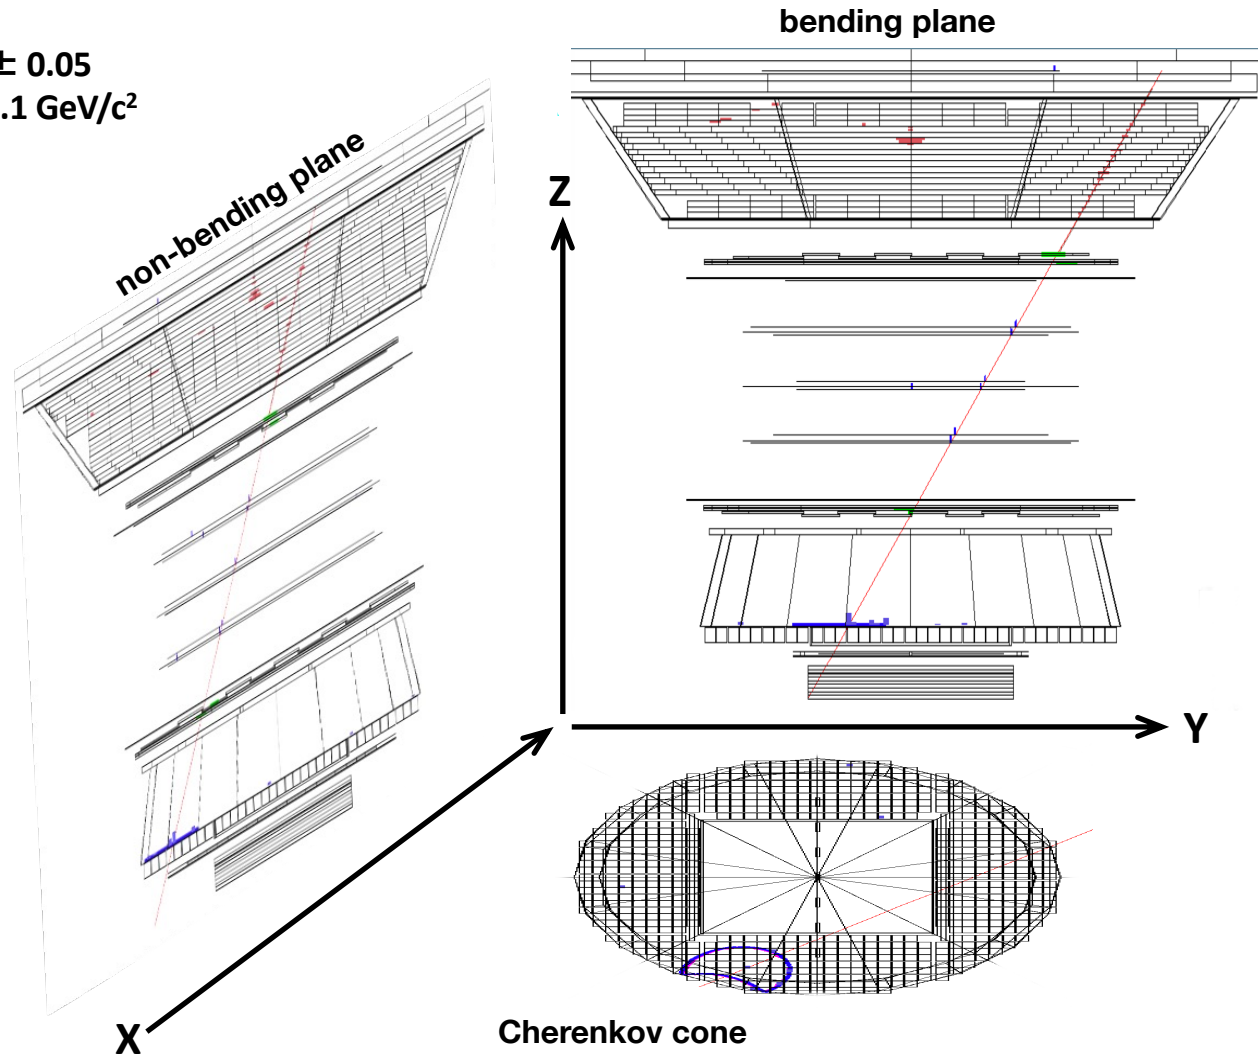 bending plane
± 0.05
.1 GeV/c²
non-bending plane
Z
Y
X
Cherenkov cone